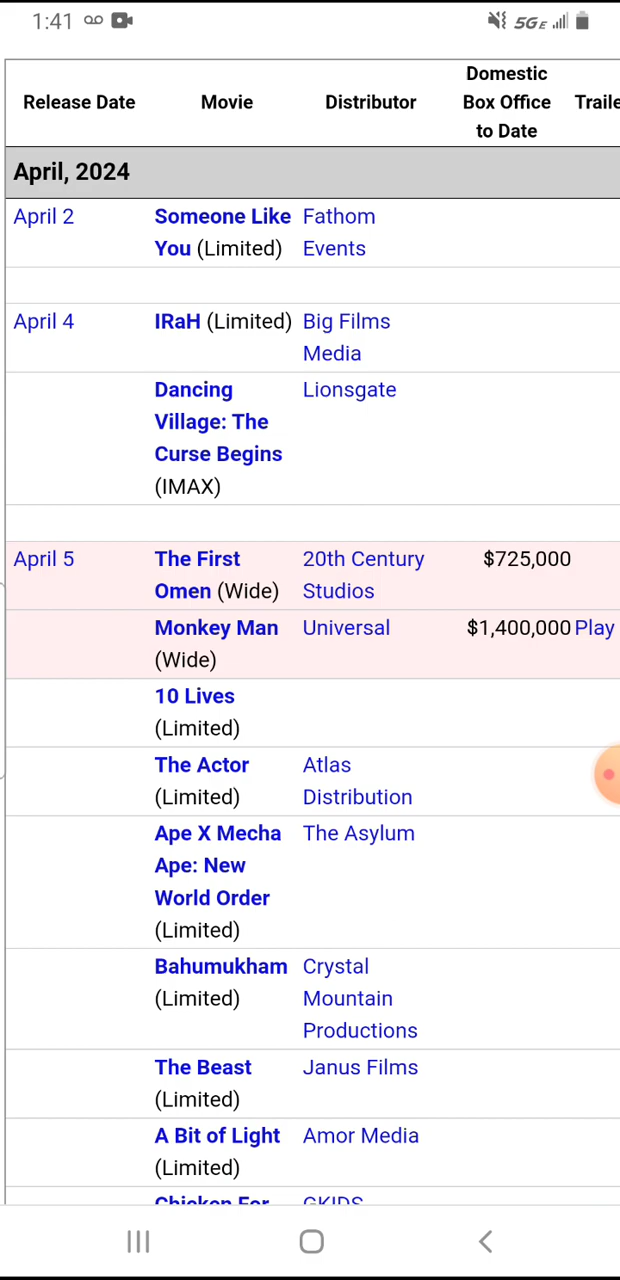 1:41
5GE
Domestic
Release Date Movie Distributor Box Office Traile
to Date
April, 2024
April 2 Someone Like Fathom
You (Limited) Events
April 4 IRaH (Limited) Big Films
Media
Dancing Lionsgate
Village: The
Curse Begins
(IMAX)
April 5 The First 20th Century $725,000
Omen (Wide) Studios
Monkey Man Universal $1,400,000 Play
(Wide)
10 Lives
(Limited)
The Actor Atlas
(Limited) Distribution
Ape X Mecha The Asylum
Ape: New
World Order
(Limited)
Bahumukham Crystal
(Limited) Mountain
Productions
The Beast Janus Films
(Limited)
A Bit of Light Amor Media
(Limited)
Chicken For GKIDS